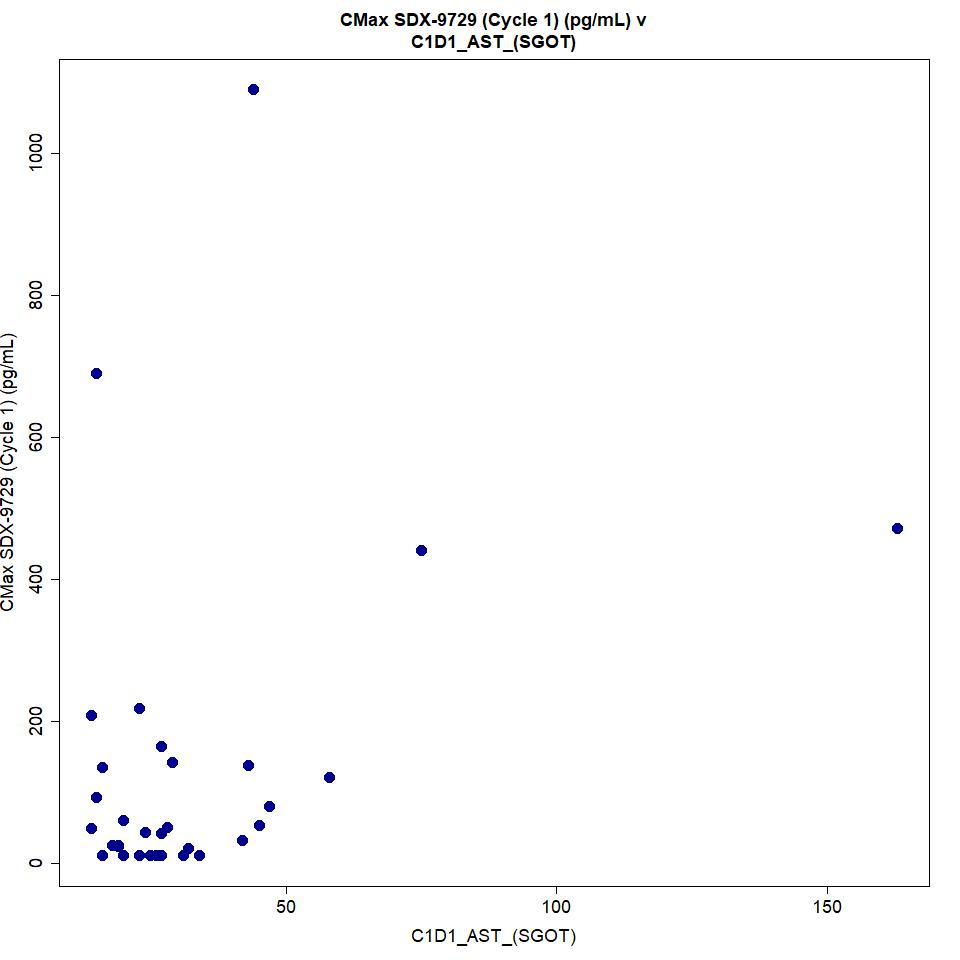 CMax SDX-9729 (Cycle 1) (pg/mL) v
C1D1_AST_(SGOT)
CMax SDX-9729 (Cycle 1) (pg/mL)
1000
800
600
400
200
0
50
100
150
C1D1_AST_(SGOT)